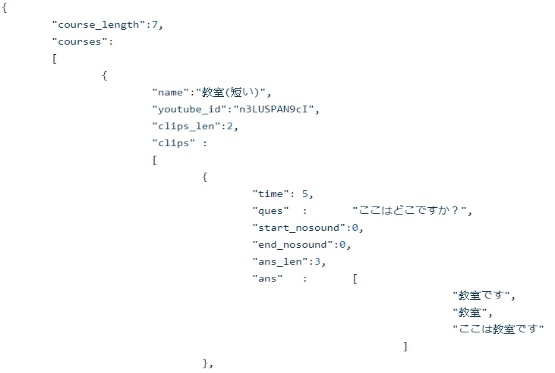 {
"course_length":7,
"courses":
[
{
"name":"教室(短い)",
"youtube_id":"n3LUSPAN9cI",
"clips_len":2,
"clips" :
[
{
"time": 5,
"ques" : "ここはどこですか？",
"start_nosound":0,
"end_nosound":0,
"ans_len":3,
"ans" : [
"教室です",
"教室",
"ここは教室です"
]
},